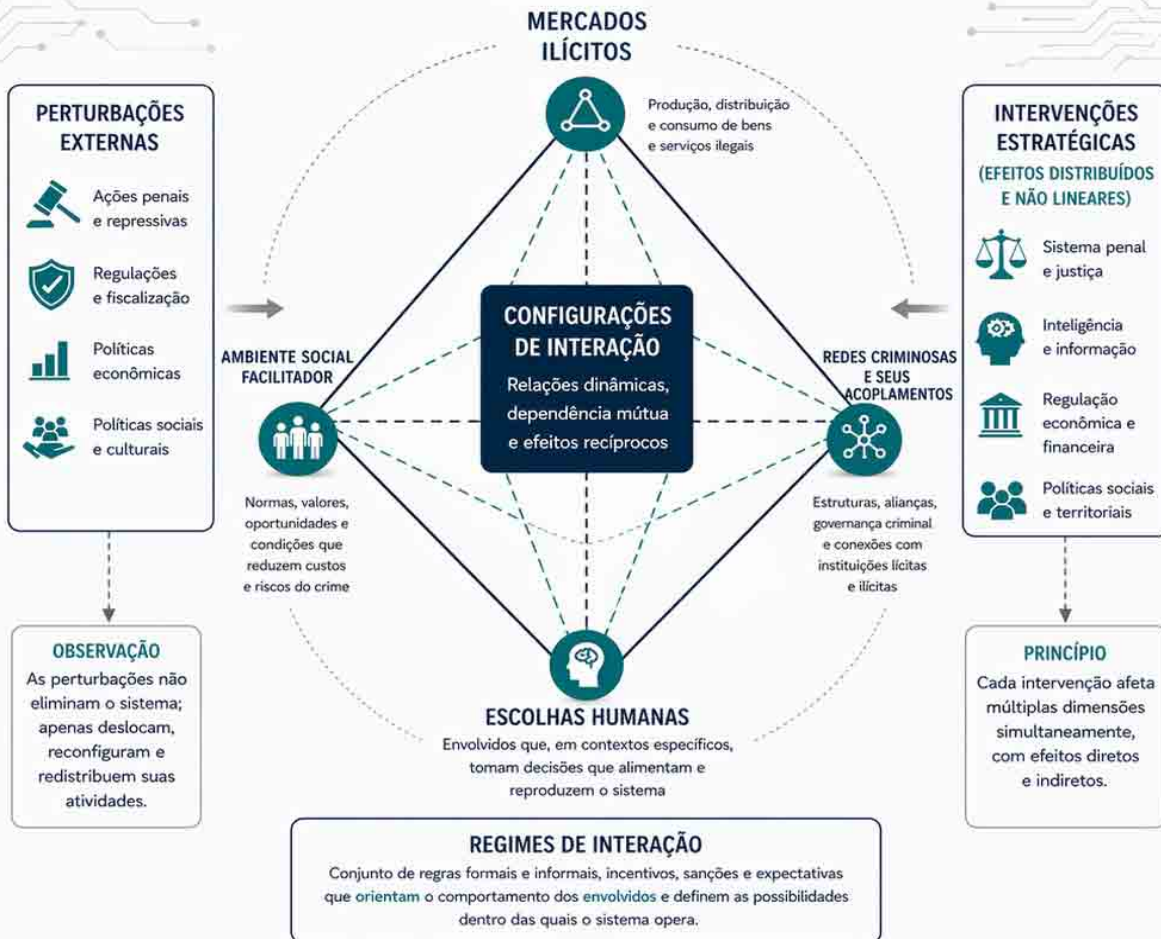 MERCADOS
ILÍCITOS
Produção, distribuição
e consumo de bens
e serviços ilegais
PERTURBAÇÕES
EXTERNAS
Ações penais
e repressivas
Regulações
e fiscalização
Políticas
econômicas
Políticas sociais
e culturais
OBSERVAÇÃO
As perturbações não
eliminam o sistema;
apenas deslocam,
reconfiguram e
redistribuem suas
atividades.
AMBIENTE SOCIAL
FACILITADOR
Normas, valores,
oportunidades e
condições que
reduzem custos
e riscos do crime
CONFIGURAÇÕES
DE INTERAÇÃO
Relações dinâmicas,
dependência mútua
e efeitos recíprocos
REDES CRIMINOSAS
E SEUS
ACOPLAMENTOS
Estruturas, alianças,
governança criminal
e conexões com
instituições lícitas
e ilícitas
INTERVENÇÕES
ESTRATÉGICAS
(EFEITOS DISTRIBUÍDOS
E NÃO LINEARES)
Sistema penal
e justiça
Inteligência
e informação
Regulação
econômica e
financeira
Políticas sociais
e territoriais
PRINCÍPIO
Cada intervenção afeta
múltiplas dimensões
simultaneamente,
com efeitos diretos
e indiretos.
ESCOLHAS HUMANAS
Envolvidos que, em contextos específicos,
tomam decisões que alimentam e
reproduzem o sistema
REGIMES DE INTERAÇÃO
Conjunto de regras formais e informais, incentivos, sanções e expectativas
que orientam o comportamento dos envolvidos e definem as possibilidades
dentro das quais o sistema opera.